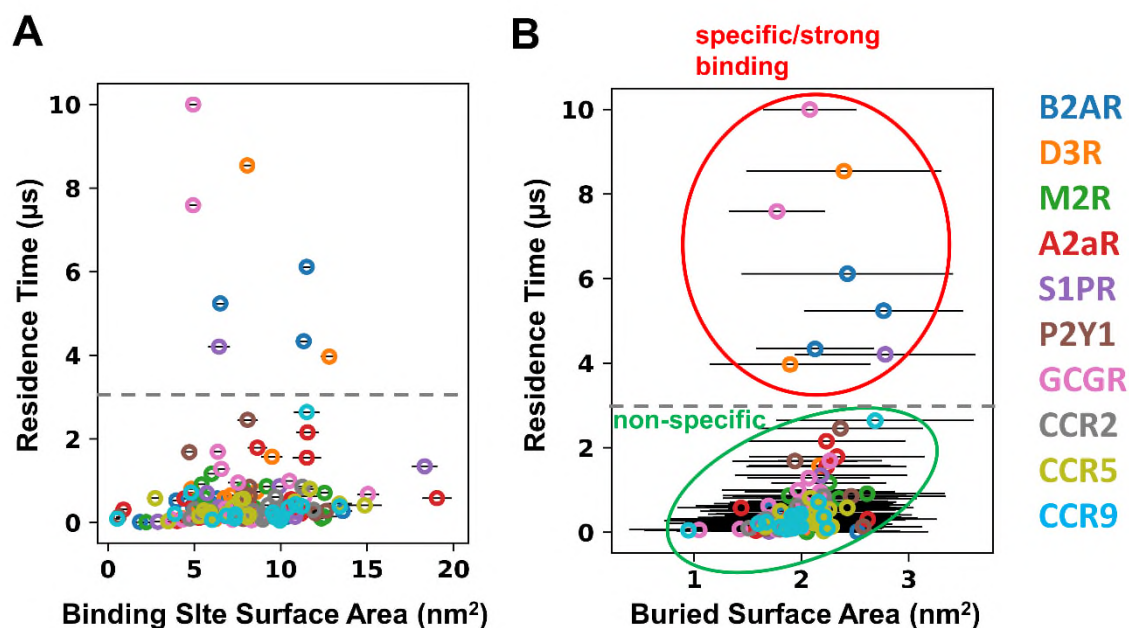 A
Residence Time (μs)
10
8
6
4
2
0
0 5 10 15 20
Binding SIte Surface Area (nm²)
B
specific/strong
binding
Residence Time (μs)
10
8
6
4
2
0
non-specific
1 2 3
Buried Surface Area (nm²)
B2AR
D3R
M2R
A2aR
S1PR
P2Y1
GCGR
CCR2
CCR5
CCR9